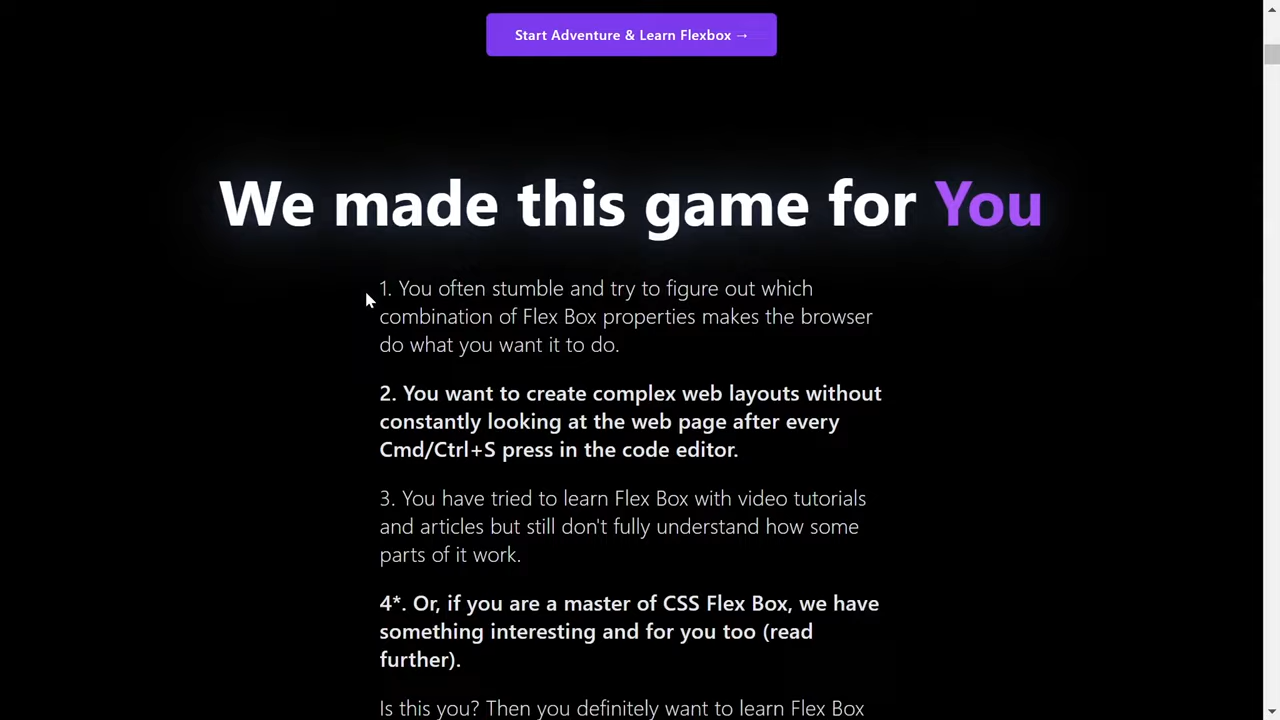 Start Adventure & Learn Flexbox →
We made this game for You
1. You often stumble and try to figure out which
combination of Flex Box properties makes the browser
do what you want it to do.
2. You want to create complex web layouts without
constantly looking at the web page after every
Cmd/Ctrl+S press in the code editor.
3. You have tried to learn Flex Box with video tutorials
and articles but still don't fully understand how some
parts of it work.
4*. Or, if you are a master of CSS Flex Box, we have
something interesting and for you too (read
further).
Is this you? Then you definitely want to learn Flex Box